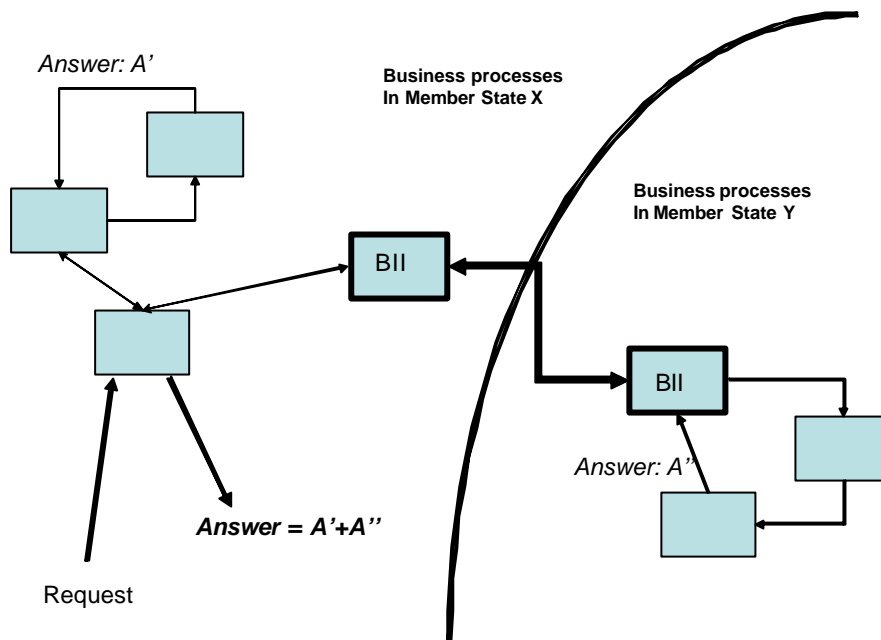 Answer: A'
Business processes
In Member State X
Business processes
In Member State Y
BII
BII
Answer: A''
Answer = A'+A''
Request